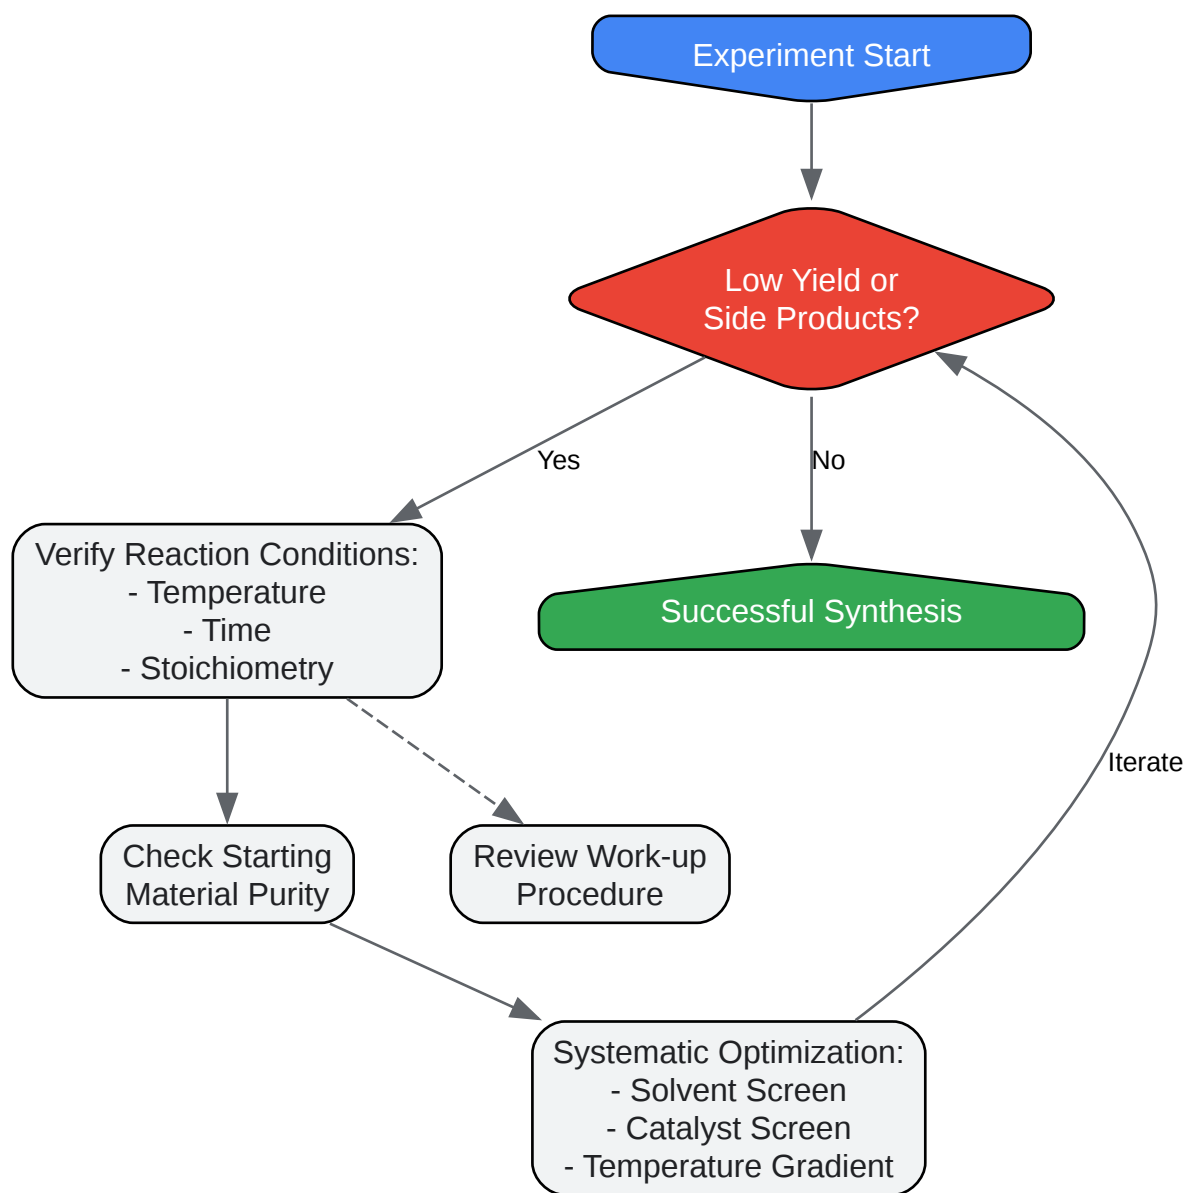 Experiment Start
Low Yield or
Side Products?
Yes
No
Verify Reaction Conditions:
- Temperature
- Time
- Stoichiometry
Successful Synthesis
Iterate
Check Starting
Material Purity
Review Work-up
Procedure
Systematic Optimization:
- Solvent Screen
- Catalyst Screen
- Temperature Gradient